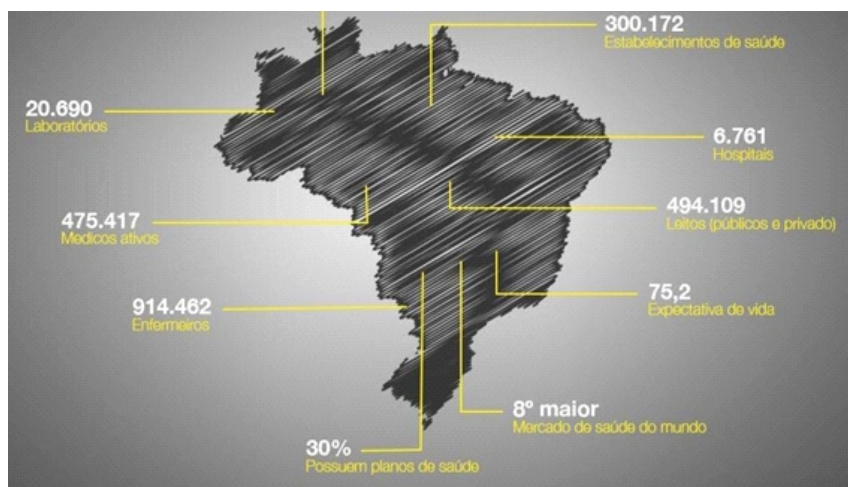 300.172
Estabelecimentos de saúde
20.690
Laboratórios
6.761
Hospitais
475.417
Medicos ativos
494.109
Leitos (públicos e privado)
914.462
Enfermeiros
75,2
Expectativa de vida
8º maior
Mercado de saúde do mundo
30%
Possuem planos de saúde